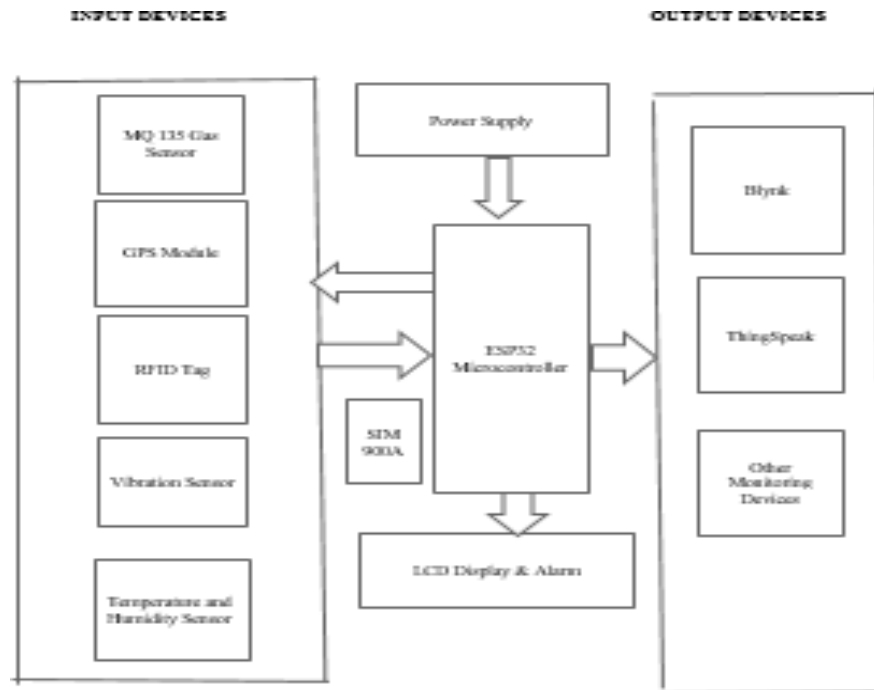 INPUT DEVICES
OUTPUT DEVICES
MQ 135 Gas
Sensor
GPS Module
RFID Tag
Vibration Sensor
Temperature and
Humidity Sensor
Power Supply
ESP32
Microcontroller
SIM
900A
LCD Display & Alarm
Blynk
ThingSpeak
Other
Monitoring
Devices